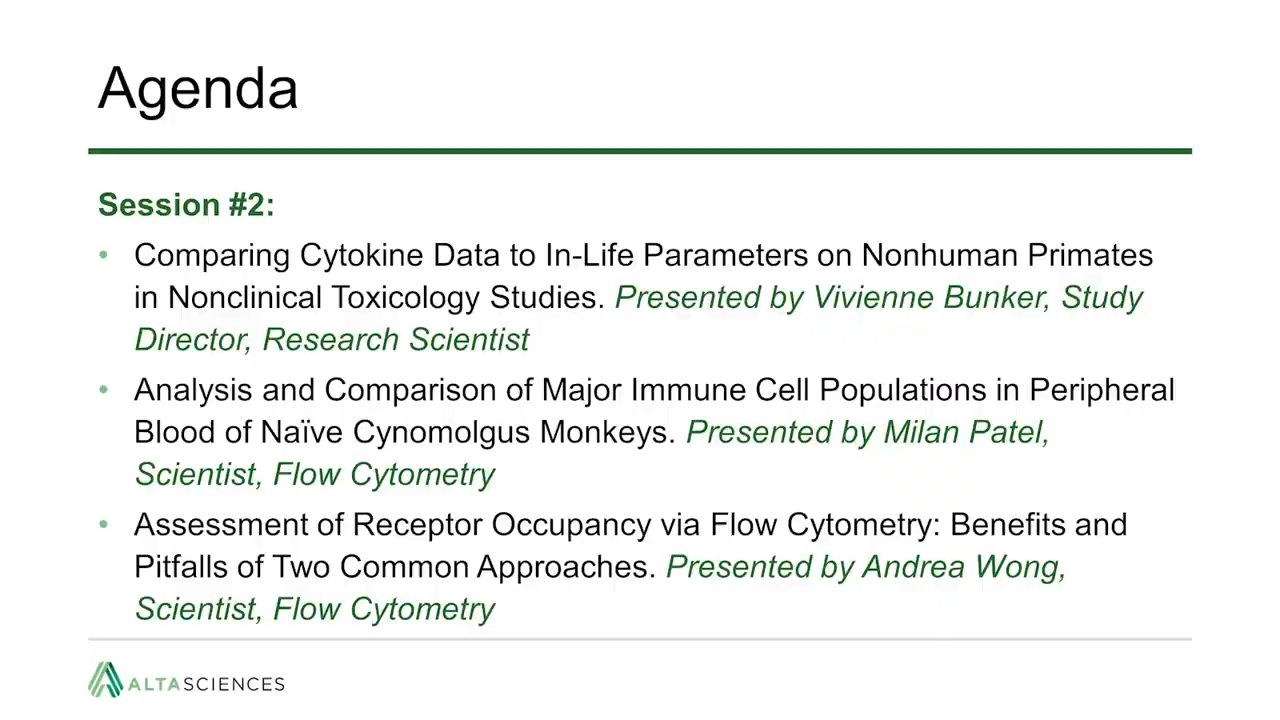 Agenda
Session #2:
• Comparing Cytokine Data to In-Life Parameters on Nonhuman Primates
in Nonclinical Toxicology Studies. Presented by Vivienne Bunker, Study
Director, Research Scientist
• Analysis and Comparison of Major Immune Cell Populations in Peripheral
Blood of Naïve Cynomolgus Monkeys. Presented by Milan Patel,
Scientist, Flow Cytometry
• Assessment of Receptor Occupancy via Flow Cytometry: Benefits and
Pitfalls of Two Common Approaches. Presented by Andrea Wong,
Scientist, Flow Cytometry
ALTASCIENCES